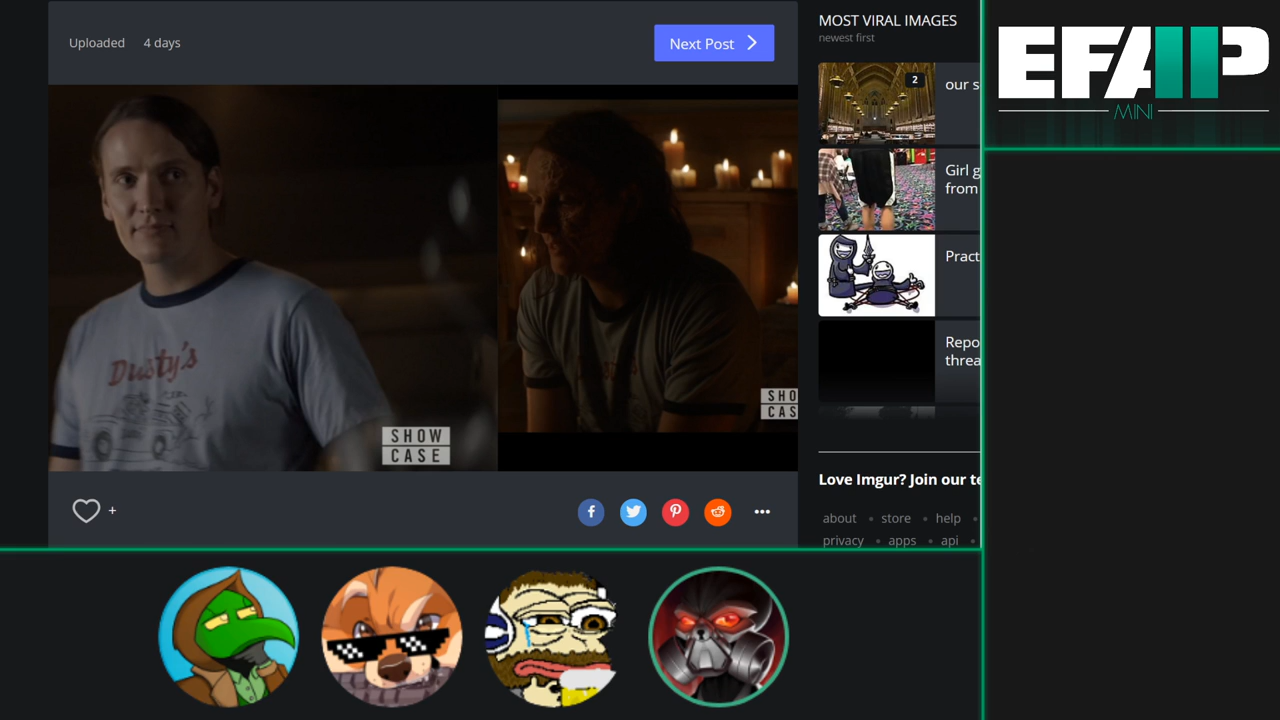 Uploaded 4 days
Next Post
Dusty's
SHOW
CASE
SHO
CAS
+
MOST VIRAL IMAGES
newest first
2
our s
Girl g
from
Pract
Repo
threa
Love Imgur? Join our te
about • store • help •
privacy • apps • api •
EFAP
MINI